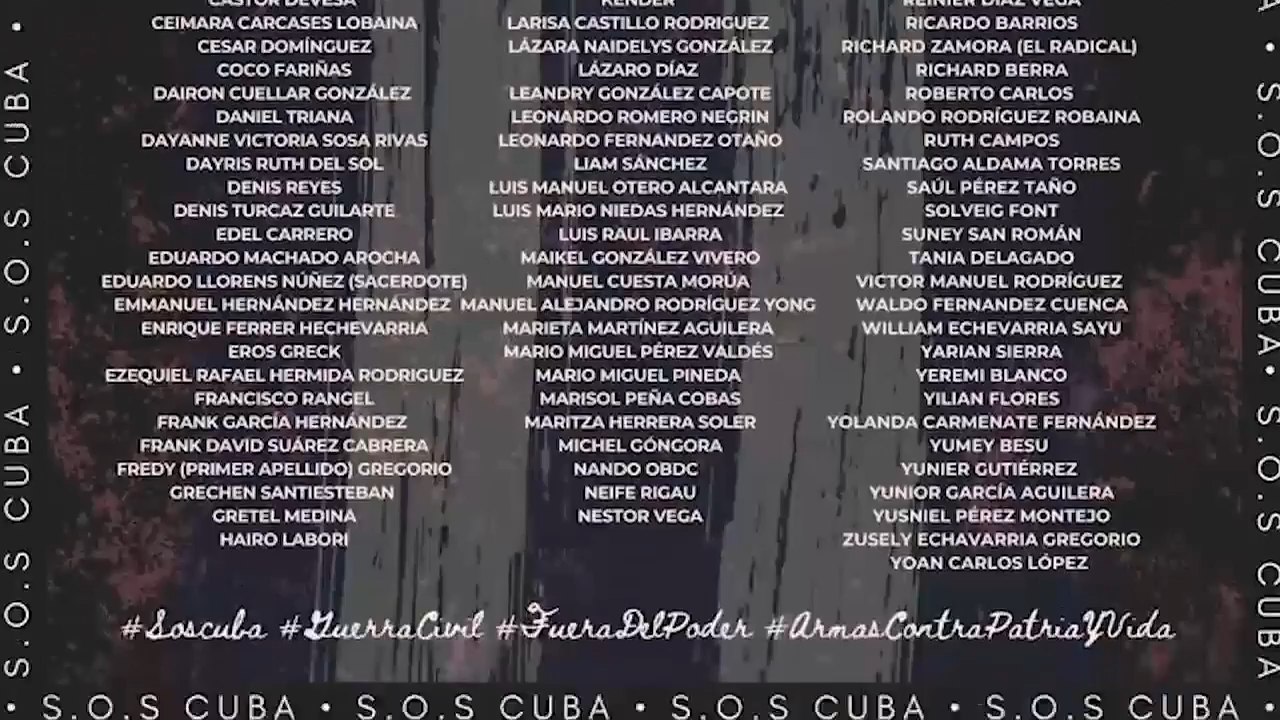 CASTOR DEVESA
CEIMARA CARCASES LOBAINA
CESAR DOMÍNGUEZ
COCO FARIÑAS
DAIRON CUELLAR GONZÁLEZ
DANIEL TRIANA
DAYANNE VICTORIA SOSA RIVAS
DAYRIS RUTH DEL SOL
DENIS REYES
DENIS TURCAZ GUILARTE
EDEL CARRERO
EDUARDO MACHADO AROCHA
EDUARDO LLORENS NÚÑEZ (SACERDOTE)
EMMANUEL HERNÁNDEZ HERNÁNDEZ
ENRIQUE FERRER HECHEVARRIA
EROS GRECK
EZEQUIEL RAFAEL HERMIDA RODRIGUEZ
FRANCISCO RANGEL
FRANK GARCÍA HERNÁNDEZ
FRANK DAVID SUÁREZ CABRERA
FREDY (PRIMER APELLIDO) GREGORIO
GRECHEN SANTIESTEBAN
GRETEL MEDINA
HAIRO LABORI
KENDER
LARISA CASTILLO RODRIGUEZ
LÁZARA NAIDELYS GONZÁLEZ
LÁZARO DÍAZ
LEANDRY GONZÁLEZ CAPOTE
LEONARDO ROMERO NEGRIN
LEONARDO FERNANDEZ OTAÑO
LIAM SÁNCHEZ
LUIS MANUEL OTERO ALCANTARA
LUIS MARIO NIEDAS HERNÁNDEZ
LUIS RAUL IBARRA
MAIKEL GONZÁLEZ VIVERO
MANUEL CUESTA MORÚA
MANUEL ALEJANDRO RODRÍGUEZ YONG
MARIETA MARTÍNEZ AGUILERA
MARIO MIGUEL PÉREZ VALDÉS
MARIO MIGUEL PINEDA
MARISOL PEÑA COBAS
MARITZA HERRERA SOLER
MICHEL GÓNGORA
NANDO OBDC
NEIFE RIGAU
NESTOR VEGA
REINIER DÍAZ VEGA
RICARDO BARRIOS
RICHARD ZAMORA (EL RADICAL)
RICHARD BERRA
ROBERTO CARLOS
ROLANDO RODRÍGUEZ ROBAINA
RUTH CAMPOS
SANTIAGO ALDAMA TORRES
SAÚL PÉREZ TAÑO
SOLVEIG FONT
SUNEY SAN ROMÁN
TANIA DELAGADO
VICTOR MANUEL RODRÍGUEZ
WALDO FERNANDEZ CUENCA
WILLIAM ECHEVARRIA SAYU
YARIAN SIERRA
YEREMI BLANCO
YILIAN FLORES
YOLANDA CARMENATE FERNÁNDEZ
YUMEY BESU
YUNIER GUTIÉRREZ
YUNIOR GARCÍA AGUILERA
YUSNIEL PÉREZ MONTEJO
ZUSELY ECHAVARRIA GREGORIO
YOAN CARLOS LÓPEZ
#Soscuba #GuerraCivil #FueraDelPoder #ArmasContraPatriaYVida
S.O.S CUBA • S.O.S CUBA •
A • S.O.S CUBA • S.O.S CUBA
• S.O.S CUBA • S.O.S CUBA • S.O.S CUBA • S.O.S CUBA •